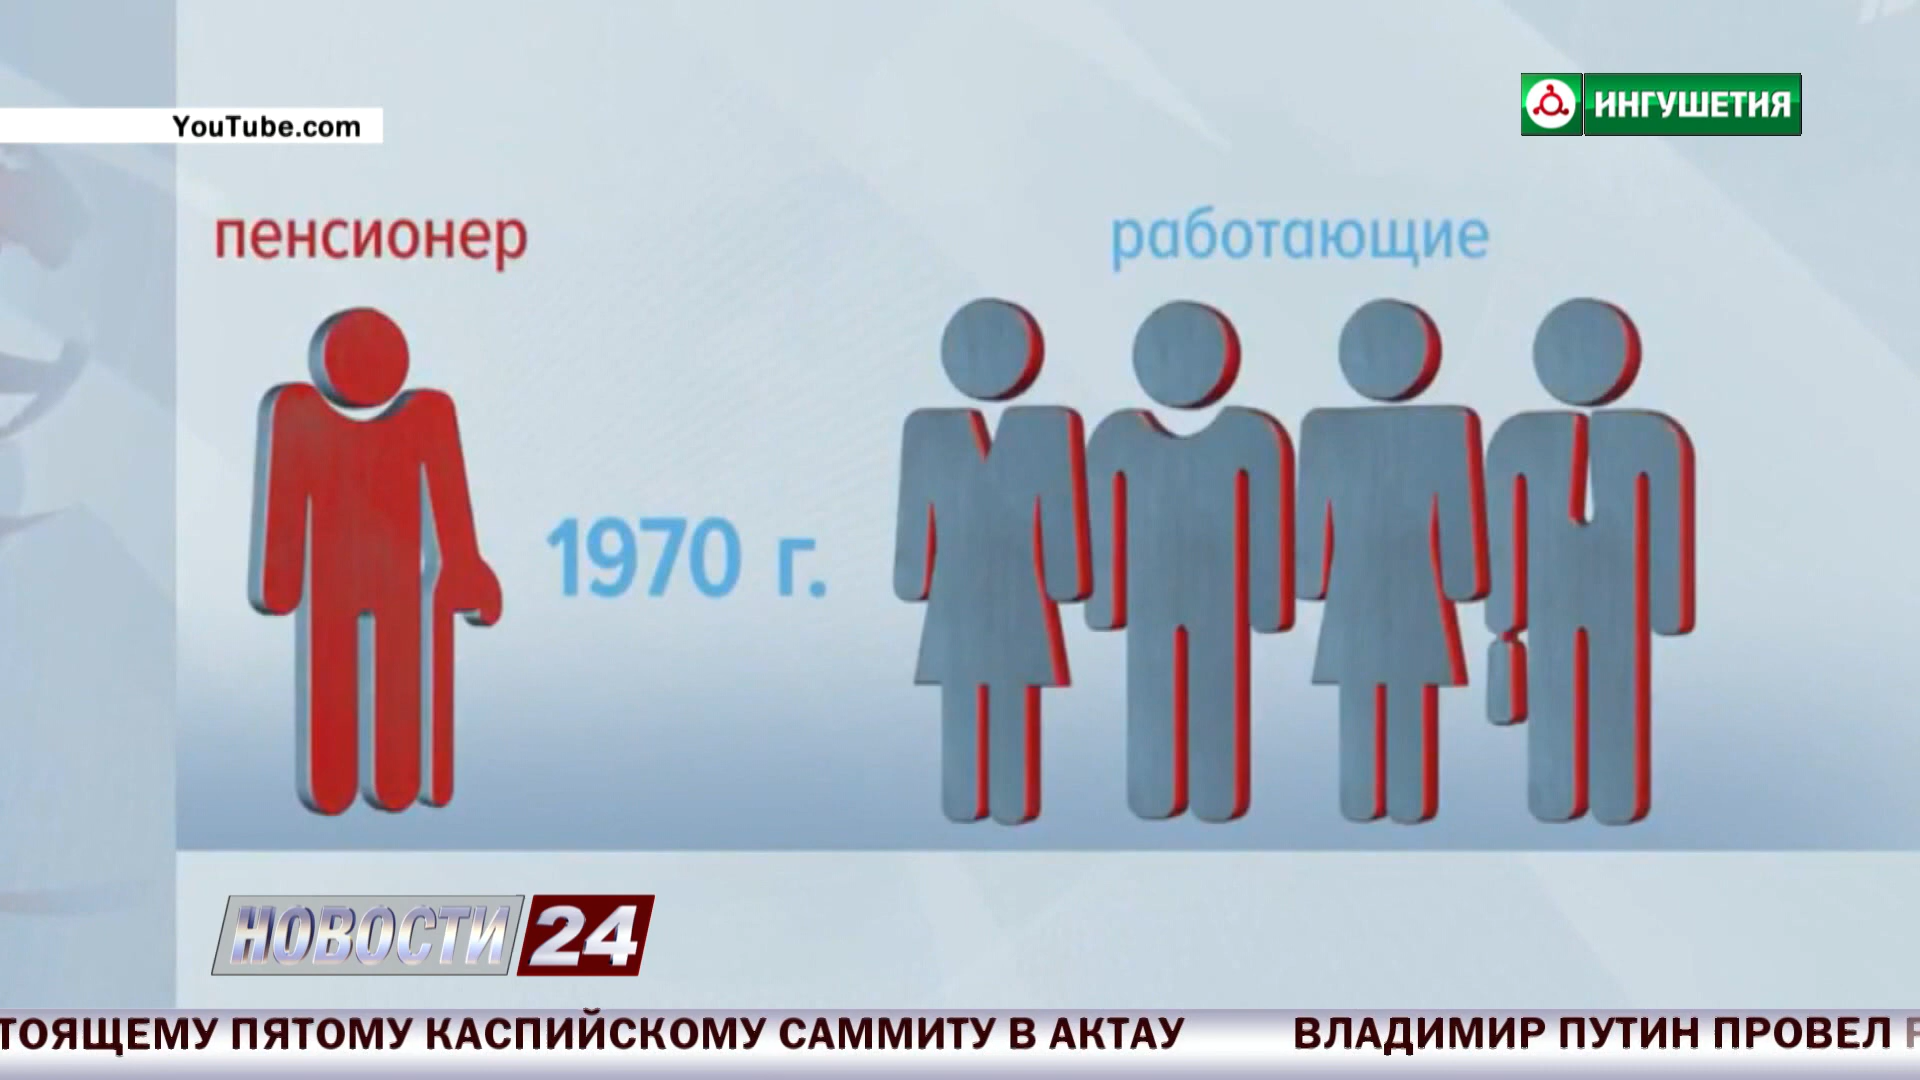 YouTube.com
ИНГУШЕТИЯ
пенсионер
работающие
1970 г.
НОВОСТИ 24
ТОЯЩЕМУ ПЯТОМУ КАСПИЙСКОМУ САММИТУ В АКТАУ ВЛАДИМИР ПУТИН ПРОВЕЛ